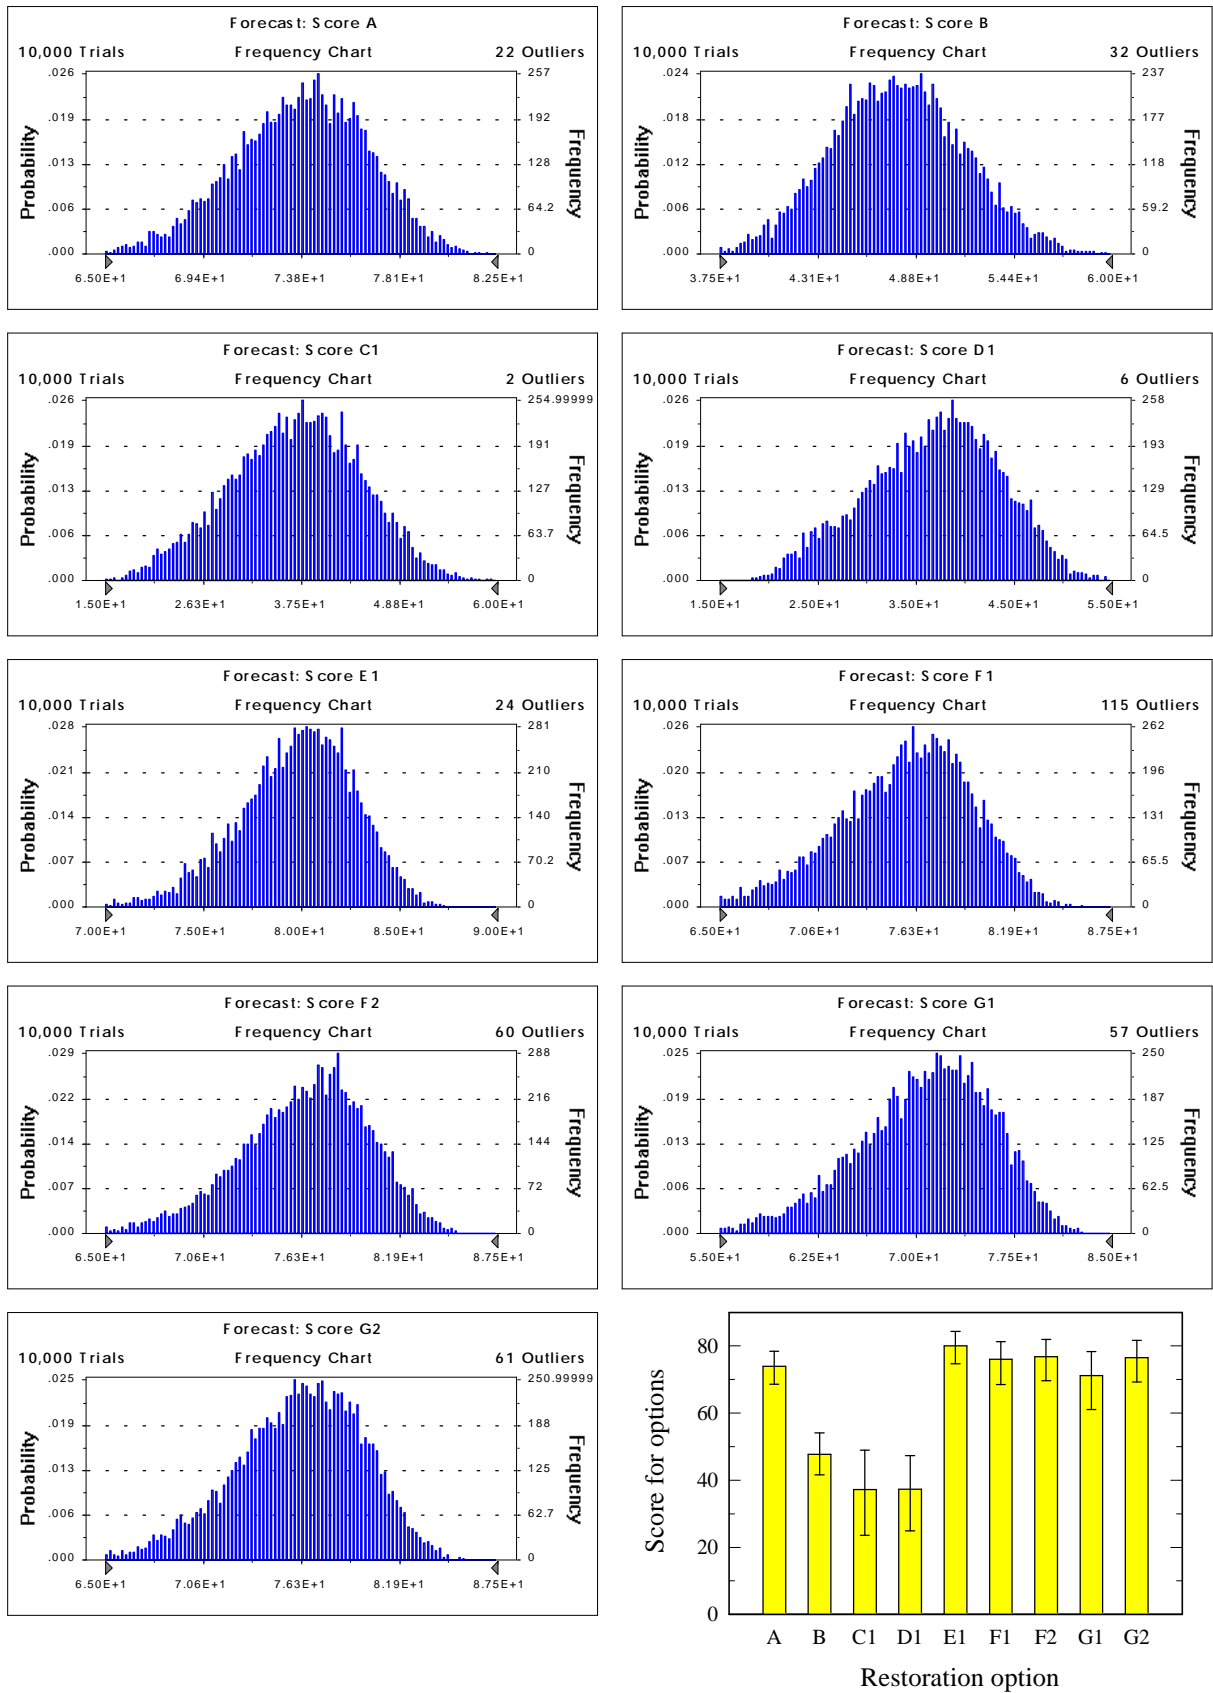 Forecast: Score A
10,000 Trials Frequency Chart 22 Outliers
Probability
Frequency
.026 257
.019 192
.013 128
.006 64.2
.000 0
6.50E+1 6.94E+1 7.38E+1 7.81E+1 8.25E+1
Forecast: Score B
10,000 Trials Frequency Chart 32 Outliers
Probability
Frequency
.024 237
.018 177
.012 118
.006 59.2
.000 0
3.75E+1 4.31E+1 4.88E+1 5.44E+1 6.00E+1
Forecast: Score C1
10,000 Trials Frequency Chart 2 Outliers
Probability
Frequency
.026 254.99999
.019 191
.013 127
.006 63.7
.000 0
1.50E+1 2.63E+1 3.75E+1 4.88E+1 6.00E+1
Forecast: Score D1
10,000 Trials Frequency Chart 6 Outliers
Probability
Frequency
.026 258
.019 193
.013 129
.006 64.5
.000 0
1.50E+1 2.50E+1 3.50E+1 4.50E+1 5.50E+1
Forecast: Score E1
10,000 Trials Frequency Chart 24 Outliers
Probability
Frequency
.028 281
.021 210
.014 140
.007 70.2
.000 0
7.00E+1 7.50E+1 8.00E+1 8.50E+1 9.00E+1
Forecast: Score F1
10,000 Trials Frequency Chart 115 Outliers
Probability
Frequency
.026 262
.020 196
.013 131
.007 65.5
.000 0
6.50E+1 7.06E+1 7.63E+1 8.19E+1 8.75E+1
Forecast: Score F2
10,000 Trials Frequency Chart 60 Outliers
Probability
Frequency
.029 288
.022 216
.014 144
.007 72
.000 0
6.50E+1 7.06E+1 7.63E+1 8.19E+1 8.75E+1
Forecast: Score G1
10,000 Trials Frequency Chart 57 Outliers
Probability
Frequency
.025 250
.019 187
.013 125
.006 62.5
.000 0
5.50E+1 6.25E+1 7.00E+1 7.75E+1 8.50E+1
Forecast: Score G2
10,000 Trials Frequency Chart 61 Outliers
Probability
Frequency
.025 250.99999
.019 188
.013 125
.006 62.7
.000 0
6.50E+1 7.06E+1 7.63E+1 8.19E+1 8.75E+1
Score for options
80
60
40
20
0
A B C1 D1 E1 F1 F2 G1 G2
Restoration option